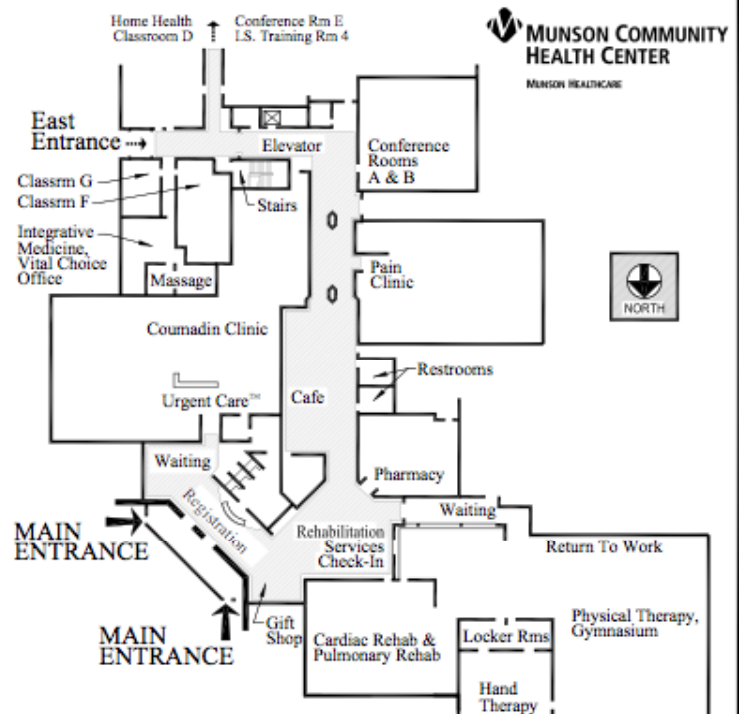 Home Health
Classroom D
Conference Rm E
I.S. Training Rm 4
MUNSON COMMUNITY
HEALTH CENTER
MUNSON HEALTHCARE
East
Entrance
Elevator
Conference
Rooms
A & B
Classrm G
Classrm F
Stairs
Integrative
Medicine,
Vital Choice
Office
Massage
Pain
Clinic
NORTH
Coumadin Clinic
Restrooms
Urgent Care™
Cafe
Waiting
Pharmacy
Registration
Waiting
MAIN
ENTRANCE
Rehabilitation
Services
Check-In
Return To Work
Gift
Shop
Cardiac Rehab &
Pulmonary Rehab
Locker Rms
Physical Therapy,
Gymnasium
MAIN
ENTRANCE
Hand
Therapy